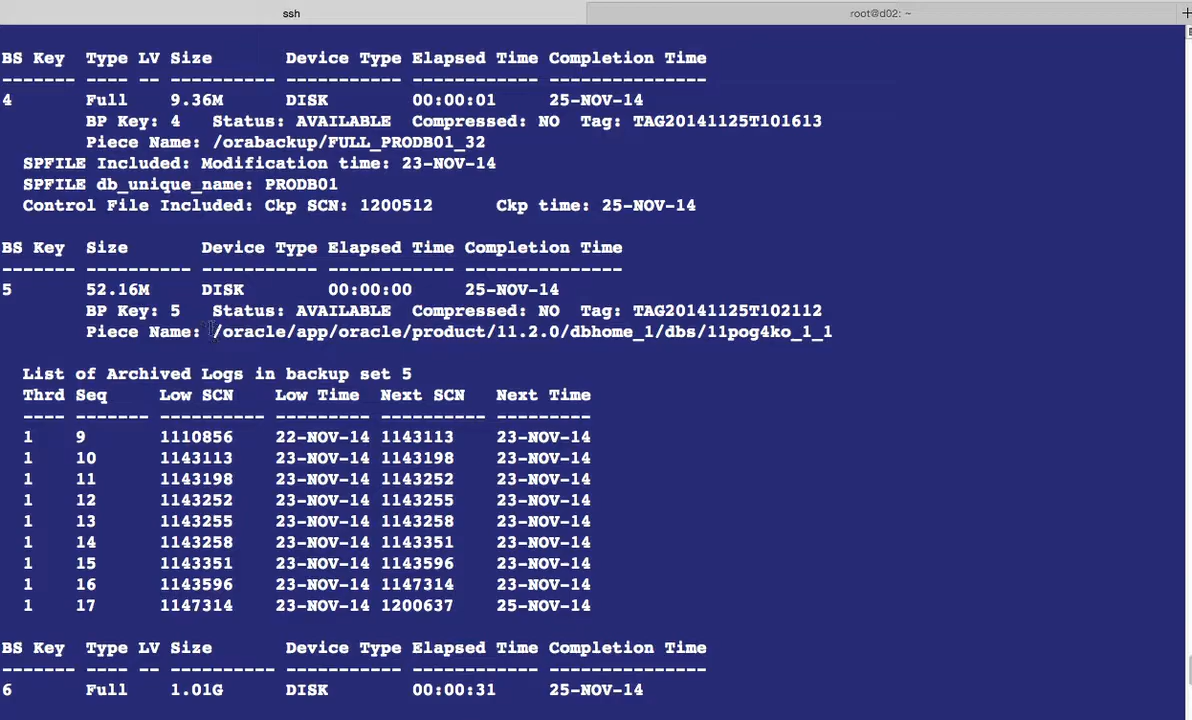 ssh
root@d02: ~
+
BS Key  Type LV Size       Device Type Elapsed Time Completion Time
------- ---- -- ---------- ----------- ------------ ---------------
4       Full    9.36M      DISK        00:00:01     25-NOV-14
        BP Key: 4   Status: AVAILABLE  Compressed: NO  Tag: TAG20141125T101613
        Piece Name: /orabackup/FULL_PRODB01_32
  SPFILE Included: Modification time: 23-NOV-14
  SPFILE db_unique_name: PRODB01
  Control File Included: Ckp SCN: 1200512      Ckp time: 25-NOV-14
BS Key  Size       Device Type Elapsed Time Completion Time
------- ---------- ----------- ------------ ---------------
5       52.16M     DISK        00:00:00     25-NOV-14
        BP Key: 5   Status: AVAILABLE  Compressed: NO  Tag: TAG20141125T102112
        Piece Name: /oracle/app/oracle/product/11.2.0/dbhome_1/dbs/11pog4ko_1_1
  List of Archived Logs in backup set 5
  Thrd Seq     Low SCN    Low Time  Next SCN   Next Time
  ---- ------- ---------- --------- ---------- ---------
  1    9       1110856    22-NOV-14 1143113    23-NOV-14
  1    10      1143113    23-NOV-14 1143198    23-NOV-14
  1    11      1143198    23-NOV-14 1143252    23-NOV-14
  1    12      1143252    23-NOV-14 1143255    23-NOV-14
  1    13      1143255    23-NOV-14 1143258    23-NOV-14
  1    14      1143258    23-NOV-14 1143351    23-NOV-14
  1    15      1143351    23-NOV-14 1143596    23-NOV-14
  1    16      1143596    23-NOV-14 1147314    23-NOV-14
  1    17      1147314    23-NOV-14 1200637    25-NOV-14
BS Key  Type LV Size       Device Type Elapsed Time Completion Time
------- ---- -- ---------- ----------- ------------ ---------------
6       Full    1.01G      DISK        00:00:31     25-NOV-14